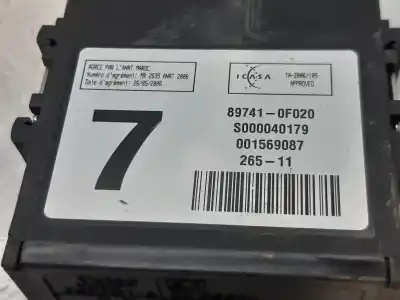 AGREE PAR L'ANRT MAROC
Numéro d'agrément: MR 2635 ANRT 2006
Date d'agrément: 26/05/2006
ICASA
TA-2006/185
APPROVED
7
89741-0F020
S000040179
001569087
265-11